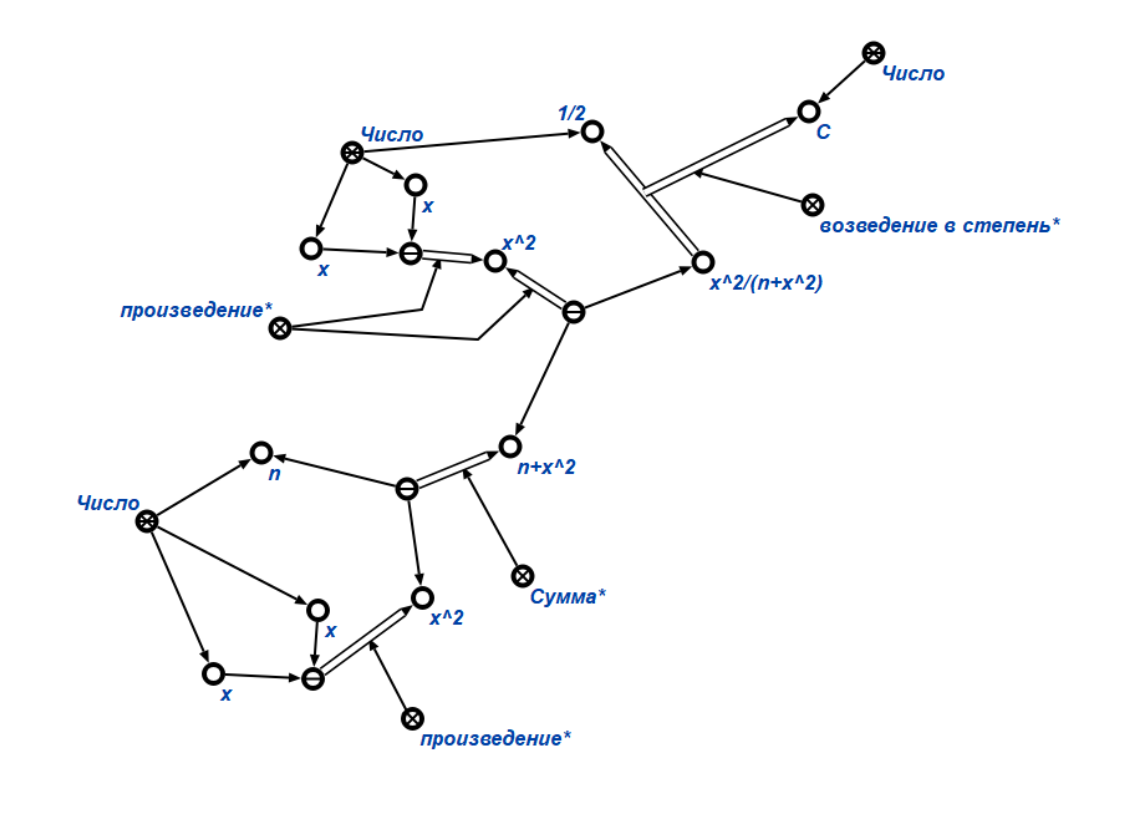 Число
C
1/2
Число
x
возведение в степень*
x^2
x
x^2/(n+x^2)
произведение*
n+x^2
n
Число
Сумма*
x^2
x
x
произведение*